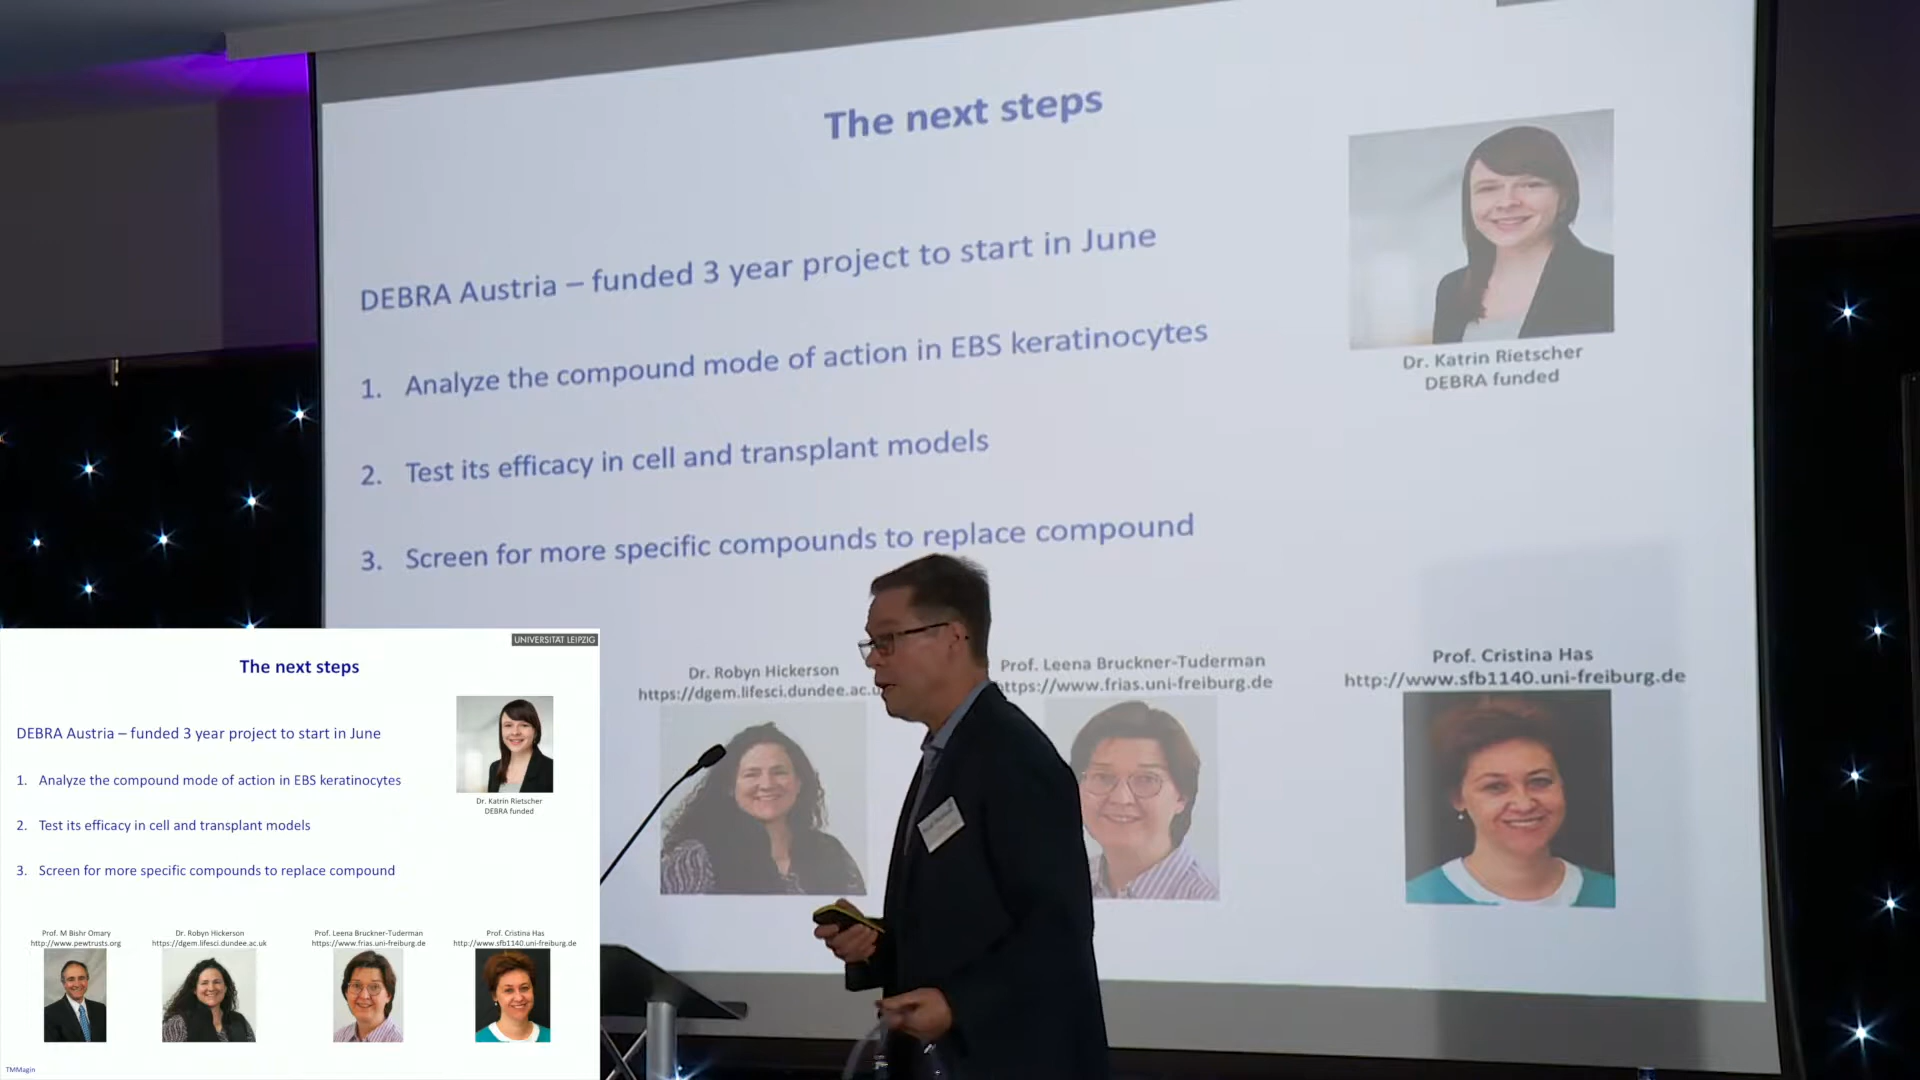 The next steps
DEBRA Austria – funded 3 year project to start in June
1. Analyze the compound mode of action in EBS keratinocytes
2. Test its efficacy in cell and transplant models
3. Screen for more specific compounds to replace compound
Dr. Katrin Rietscher
DEBRA funded
Dr. Robyn Hickerson
https://dgem.lifesci.dundee.ac.u
Prof. Leena Bruckner-Tuderman
ttps://www.frias.uni-freiburg.de
Prof. Cristina Has
http://www.sfb1140.uni-freiburg.de
UNIVERSITÄT LEIPZIG
The next steps
DEBRA Austria – funded 3 year project to start in June
1. Analyze the compound mode of action in EBS keratinocytes
2. Test its efficacy in cell and transplant models
3. Screen for more specific compounds to replace compound
Dr. Katrin Rietscher
DEBRA funded
Prof. M Bishr Omary
http://www.pewtrusts.org
Dr. Robyn Hickerson
https://dgem.lifesci.dundee.ac.uk
Prof. Leena Bruckner-Tuderman
https://www.frias.uni-freiburg.de
Prof. Cristina Has
http://www.sfb1140.uni-freiburg.de
TMMagin